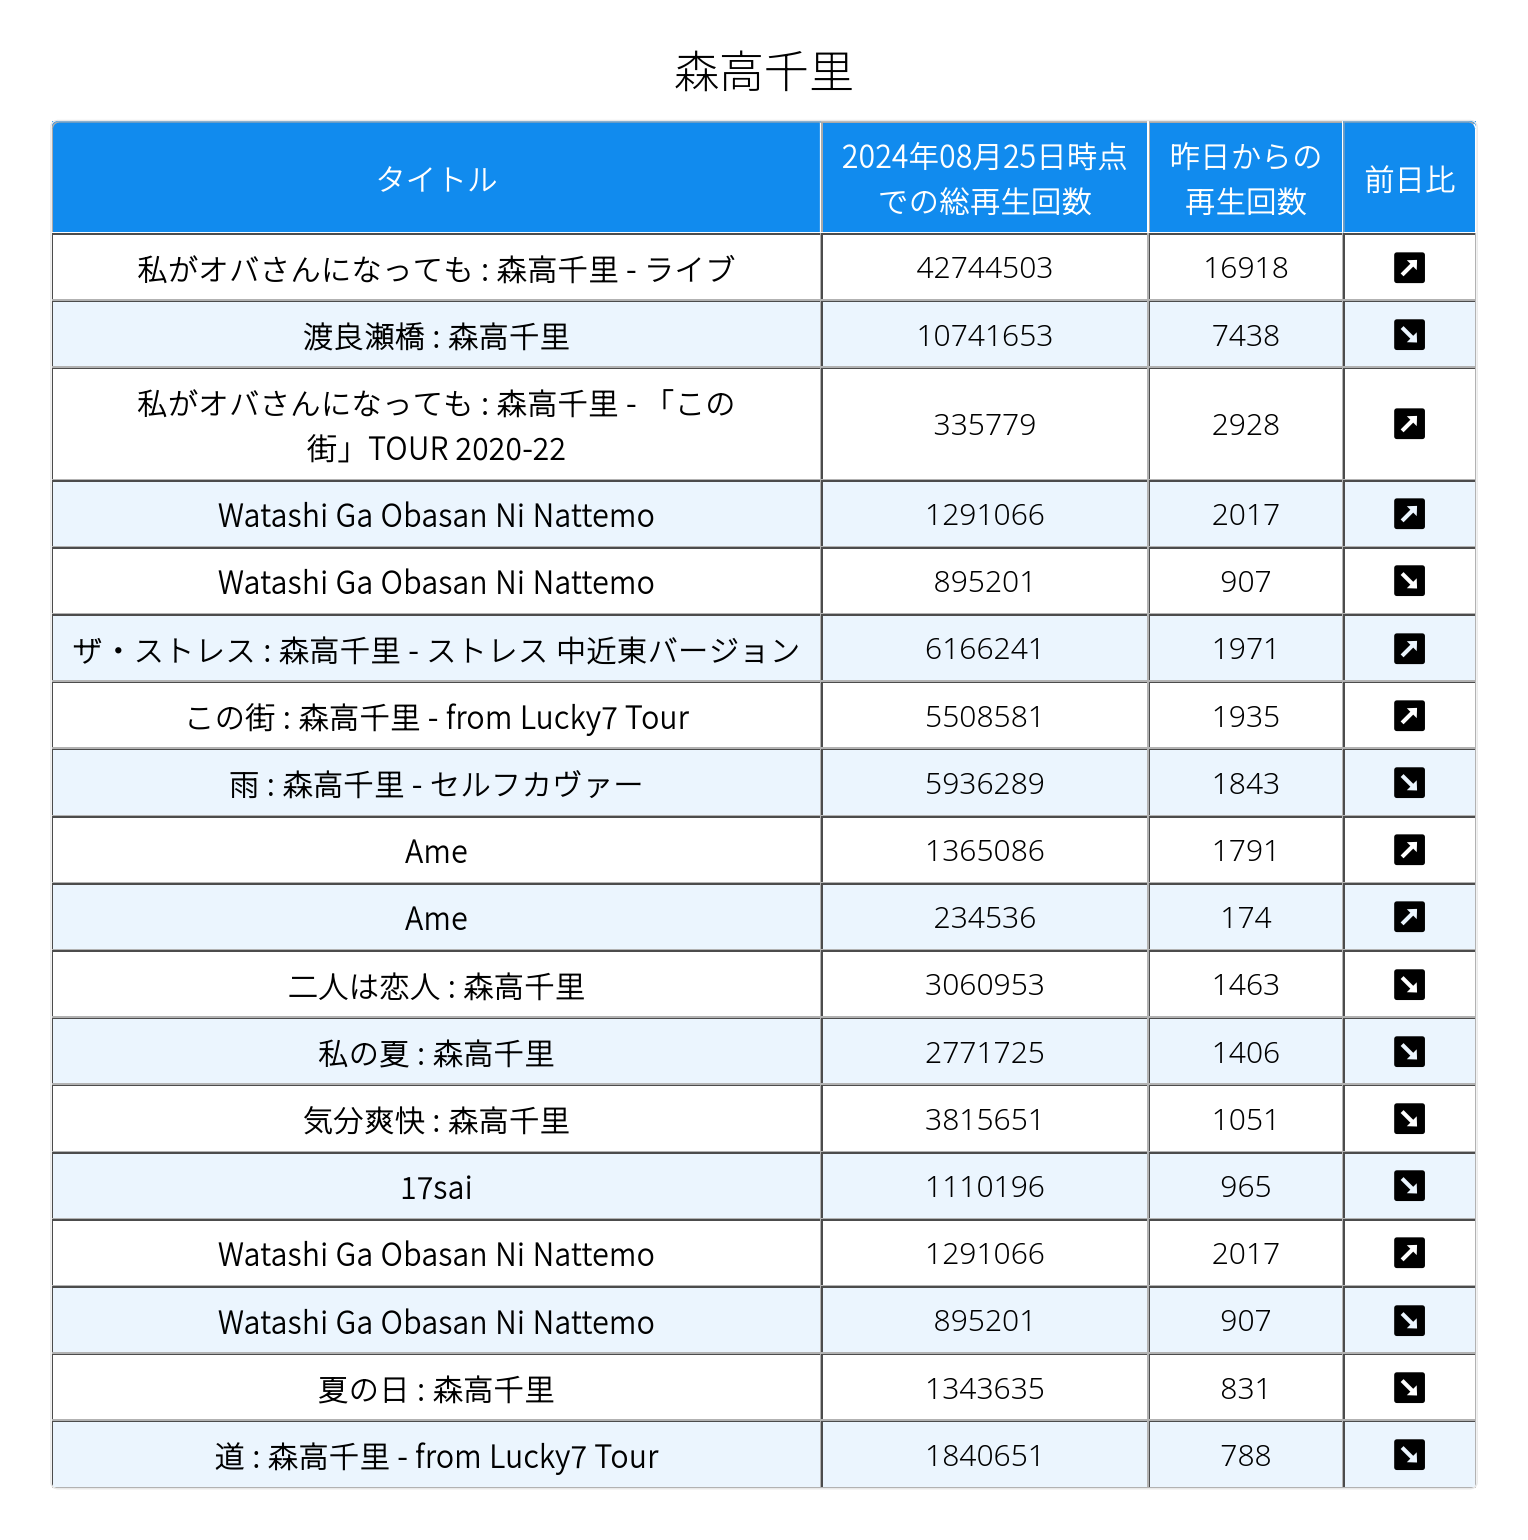 森高千里
タイトル
2024年08月25日時点
での総再生回数
昨日からの
再生回数
前日比
私がオバさんになっても : 森高千里 - ライブ 42744503 16918
渡良瀬橋 : 森高千里 10741653 7438
私がオバさんになっても : 森高千里 - 「この
街」TOUR 2020-22 335779 2928
Watashi Ga Obasan Ni Nattemo 1291066 2017
Watashi Ga Obasan Ni Nattemo 895201 907
ザ・ストレス : 森高千里 - ストレス 中近東バージョン 6166241 1971
この街 : 森高千里 - from Lucky7 Tour 5508581 1935
雨 : 森高千里 - セルフカヴァー 5936289 1843
Ame 1365086 1791
Ame 234536 174
二人は恋人 : 森高千里 3060953 1463
私の夏 : 森高千里 2771725 1406
気分爽快 : 森高千里 3815651 1051
17sai 1110196 965
Watashi Ga Obasan Ni Nattemo 1291066 2017
Watashi Ga Obasan Ni Nattemo 895201 907
夏の日 : 森高千里 1343635 831
道 : 森高千里 - from Lucky7 Tour 1840651 788